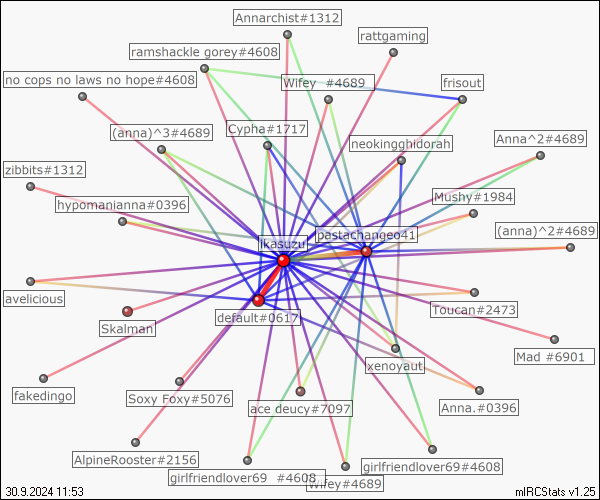 Annarchist#1312
rattgaming
ramshackle gorey#4608
no cops no laws no hope#4608
Wifey #4689
frisout
(anna)^3#4689
Cypha#1717
neokingghidorah
Anna^2#4689
zibbits#1312
hypomanianna#0396
Mushy#1984
ikasuzu
pastachangeo41
(anna)^2#4689
avelicious
Skalman
default#0617
Toucan#2473
Mad #6901
xenoyaut
fakedingo
Soxy Foxy#5076
ace deucy#7097
Anna.#0396
AlpineRooster#2156
girlfriendlover69 #4608
Wifey#4689
girlfriendlover69#4608
30.9.2024 11:53
mIRCStats v1.25